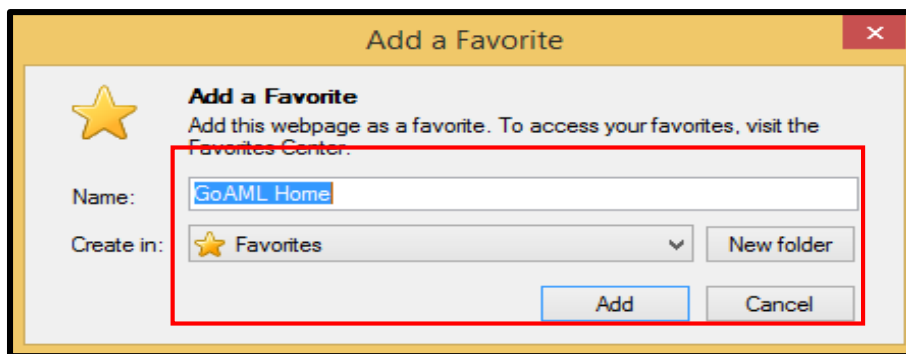 Add a Favorite
Add a Favorite
Add this webpage as a favorite. To access your favorites, visit the
Favorites Center.
Name: GoAML Home
Create in: Favorites New folder
Add Cancel